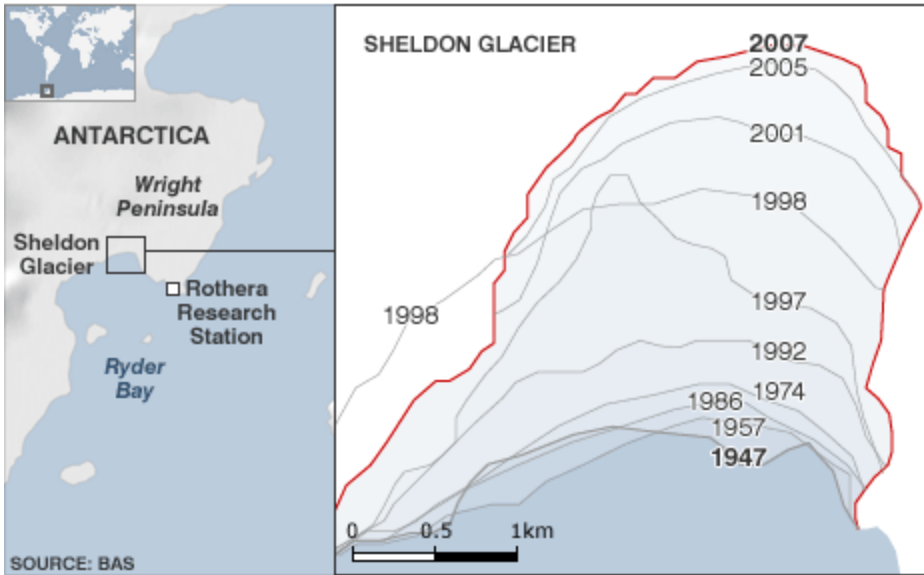 ANTARCTICA
Wright
Peninsula
Sheldon
Glacier
Rothera
Research
Station
Ryder
Bay
SOURCE: BAS
SHELDON GLACIER
2007
2005
2001
1998
1998
1997
1992
1974
1986
1957
1947
0 0.5 1km